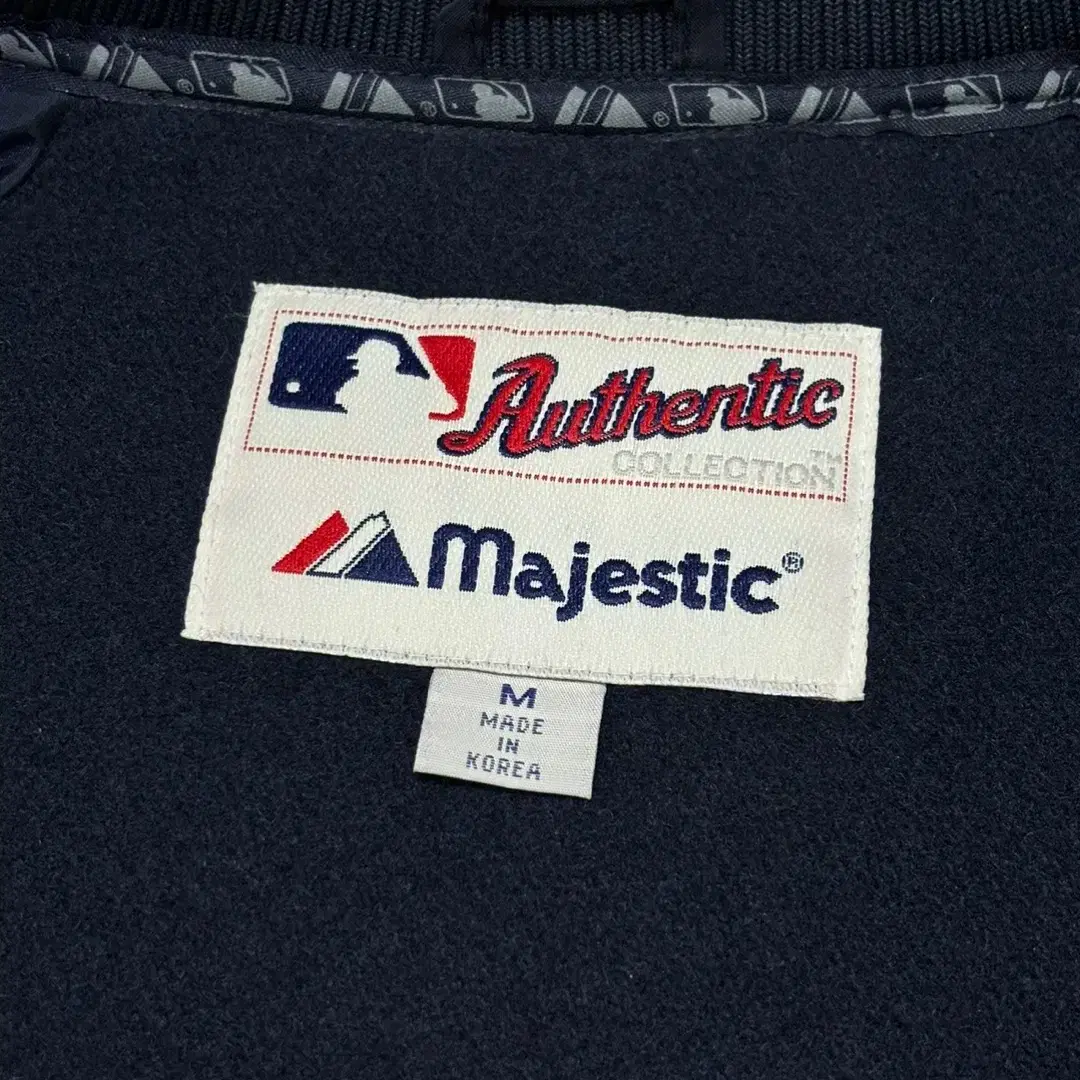 Authentic
COLLECTION™
Majestic®
M
MADE
IN
KOREA